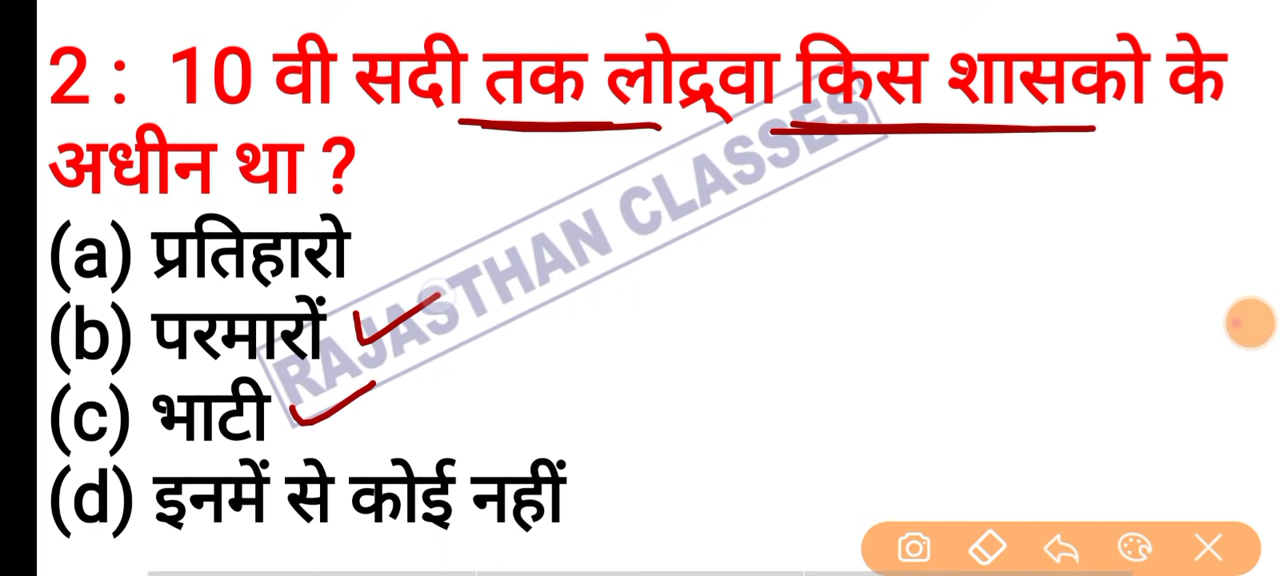 2 : 10 वी सदी तक लोद्र्वा किस शासको के
अधीन था ?
(a) प्रतिहारो
(b) परमारों
(c) भाटी
(d) इनमें से कोई नहीं
RAJASTHAN CLASSES